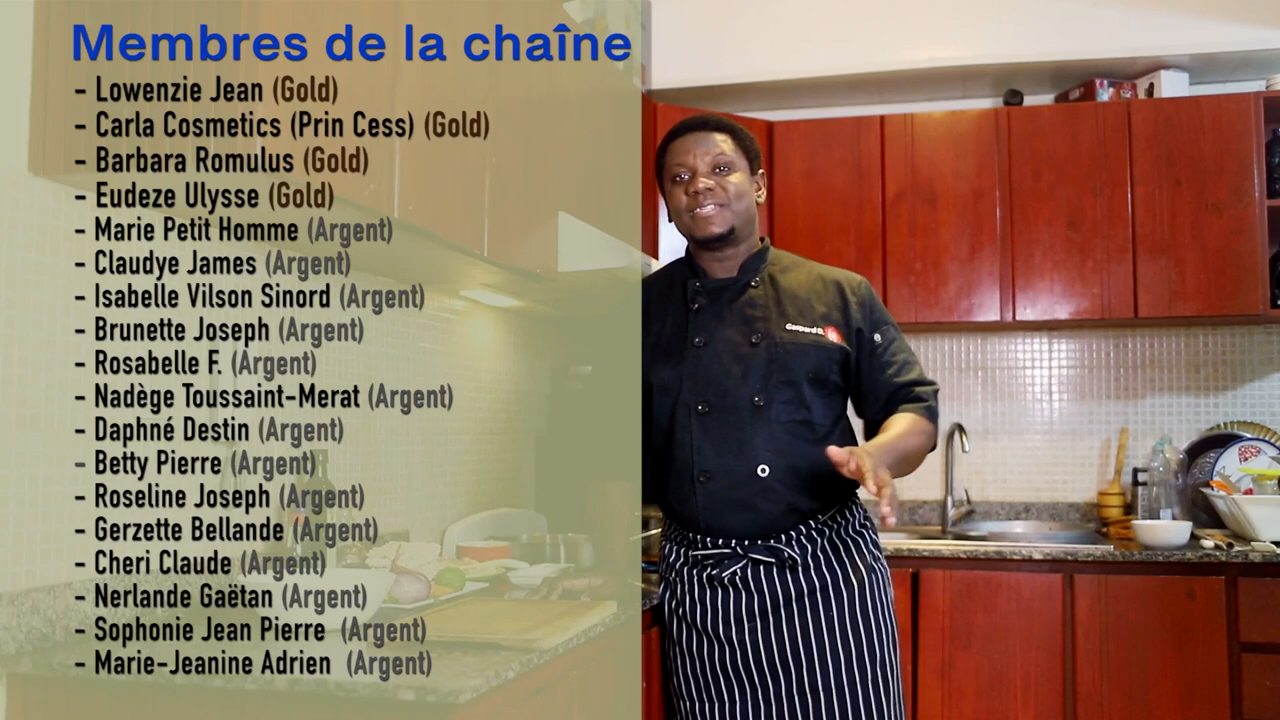 Membres de la chaîne
- Lowenzie Jean (Gold)
- Carla Cosmetics (Prin Cess) (Gold)
- Barbara Romulus (Gold)
- Eudeze Ulysse (Gold)
- Marie Petit Homme (Argent)
- Claudye James (Argent)
- Isabelle Vilson Sinord (Argent)
- Brunette Joseph (Argent)
- Rosabelle F. (Argent)
- Nadège Toussaint-Merat (Argent)
- Daphné Destin (Argent)
- Betty Pierre (Argent)
- Roseline Joseph (Argent)
- Gerzette Bellande (Argent)
- Cheri Claude (Argent)
- Nerlande Gaëtan (Argent)
- Sophonie Jean Pierre (Argent)
- Marie-Jeanine Adrien (Argent)
Gaspard D.